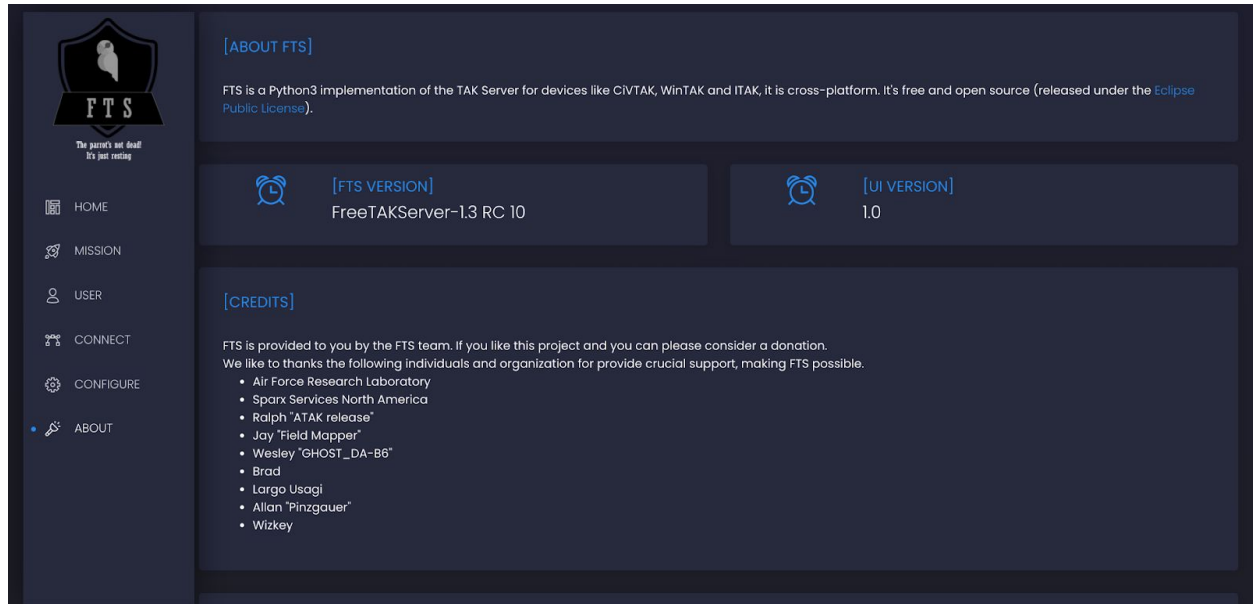 FTS
The parrot's not dead!
It's just resting
HOME
MISSION
USER
CONNECT
CONFIGURE
ABOUT
[ABOUT FTS]
FTS is a Python3 implementation of the TAK Server for devices like CiVTAK, WinTAK and ITAK, it is cross-platform. It's free and open source (released under the Eclipse
Public License).
[FTS VERSION]
FreeTAKServer-1.3 RC 10
[UI VERSION]
1.0
[CREDITS]
FTS is provided to you by the FTS team. If you like this project and you can please consider a donation.
We like to thanks the following individuals and organization for provide crucial support, making FTS possible.
• Air Force Research Laboratory
• Sparx Services North America
• Ralph "ATAK release"
• Jay "Field Mapper"
• Wesley "GHOST_DA-B6"
• Brad
• Largo Usagi
• Allan "Pinzgauer"
• Wizkey